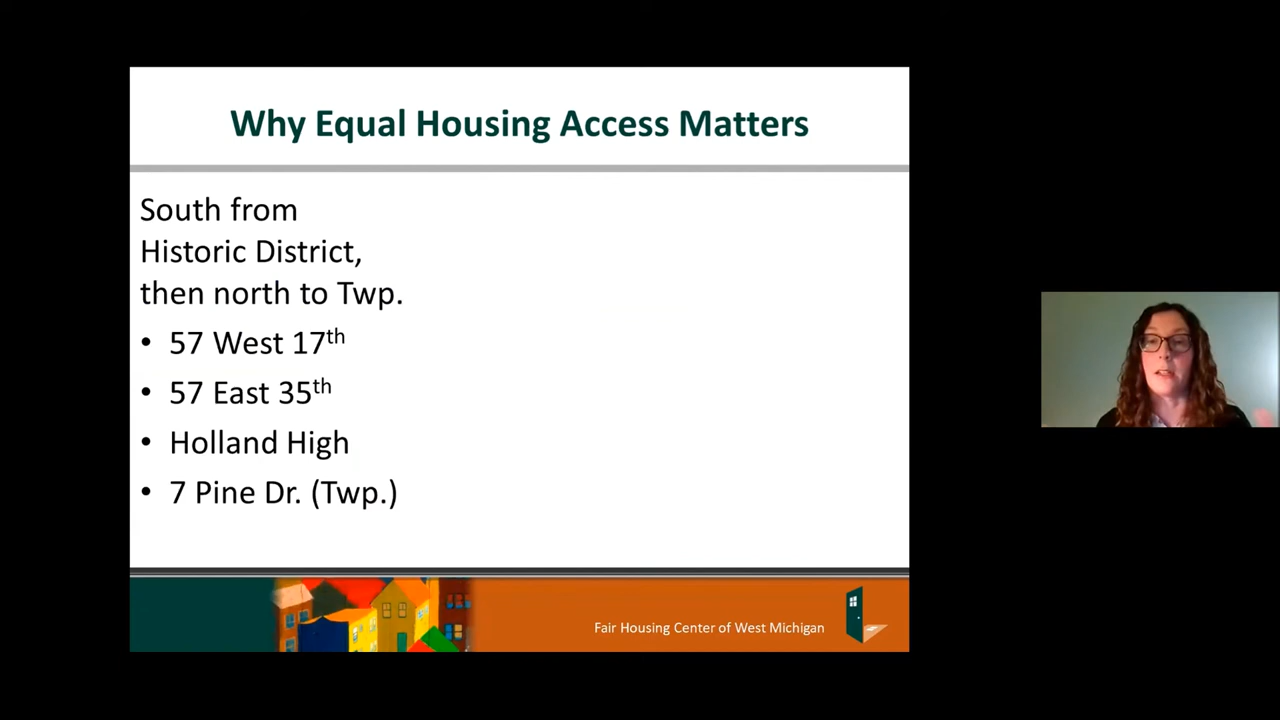 Why Equal Housing Access Matters
South from
Historic District,
then north to Twp.
• 57 West 17th
• 57 East 35th
• Holland High
• 7 Pine Dr. (Twp.)
Fair Housing Center of West Michigan